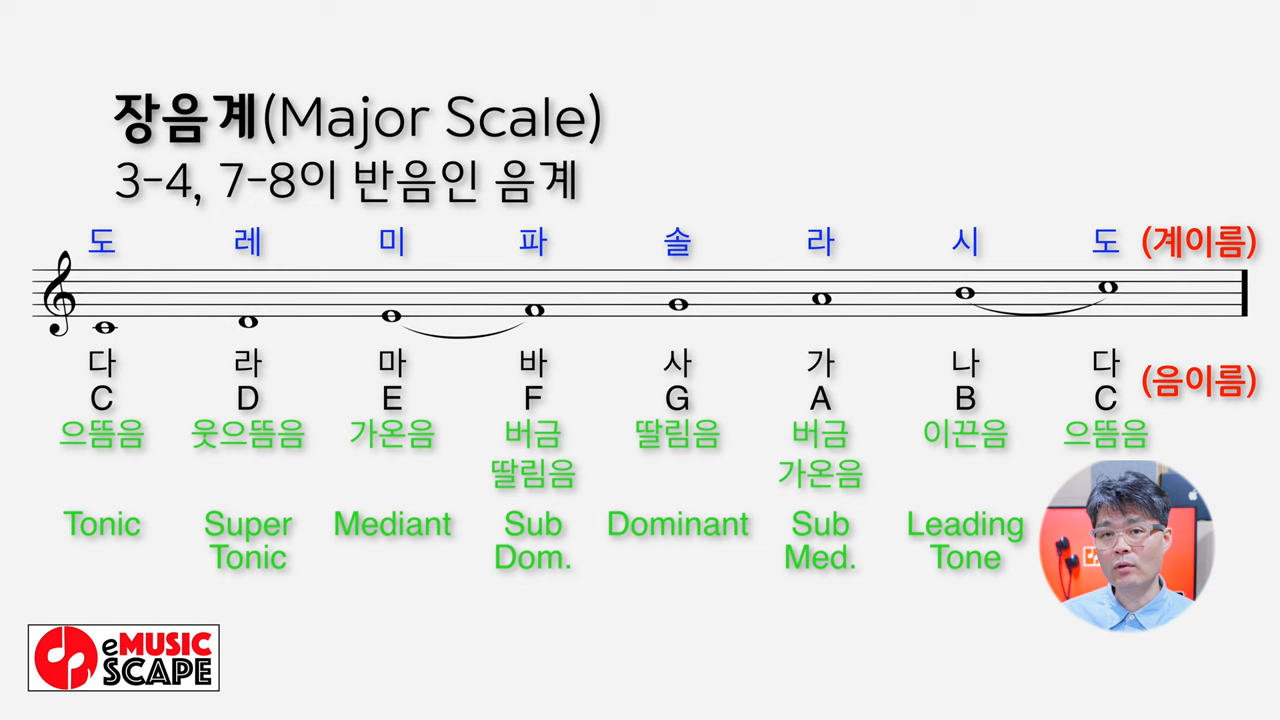 장음계(Major Scale)
3-4, 7-8이 반음인 음계
도 레 미 파 솔 라 시 도 (계이름)
다 라 마 바 사 가 나 다
C D E F G A B C (음이름)
으뜸음 웃으뜸음 가온음 버금 딸림음 버금 이끈음 으뜸음
딸림음 가온음
Tonic Super Mediant Sub Dominant Sub Leading
Tonic Dom. Med. Tone
eMUSIC
SCAPE